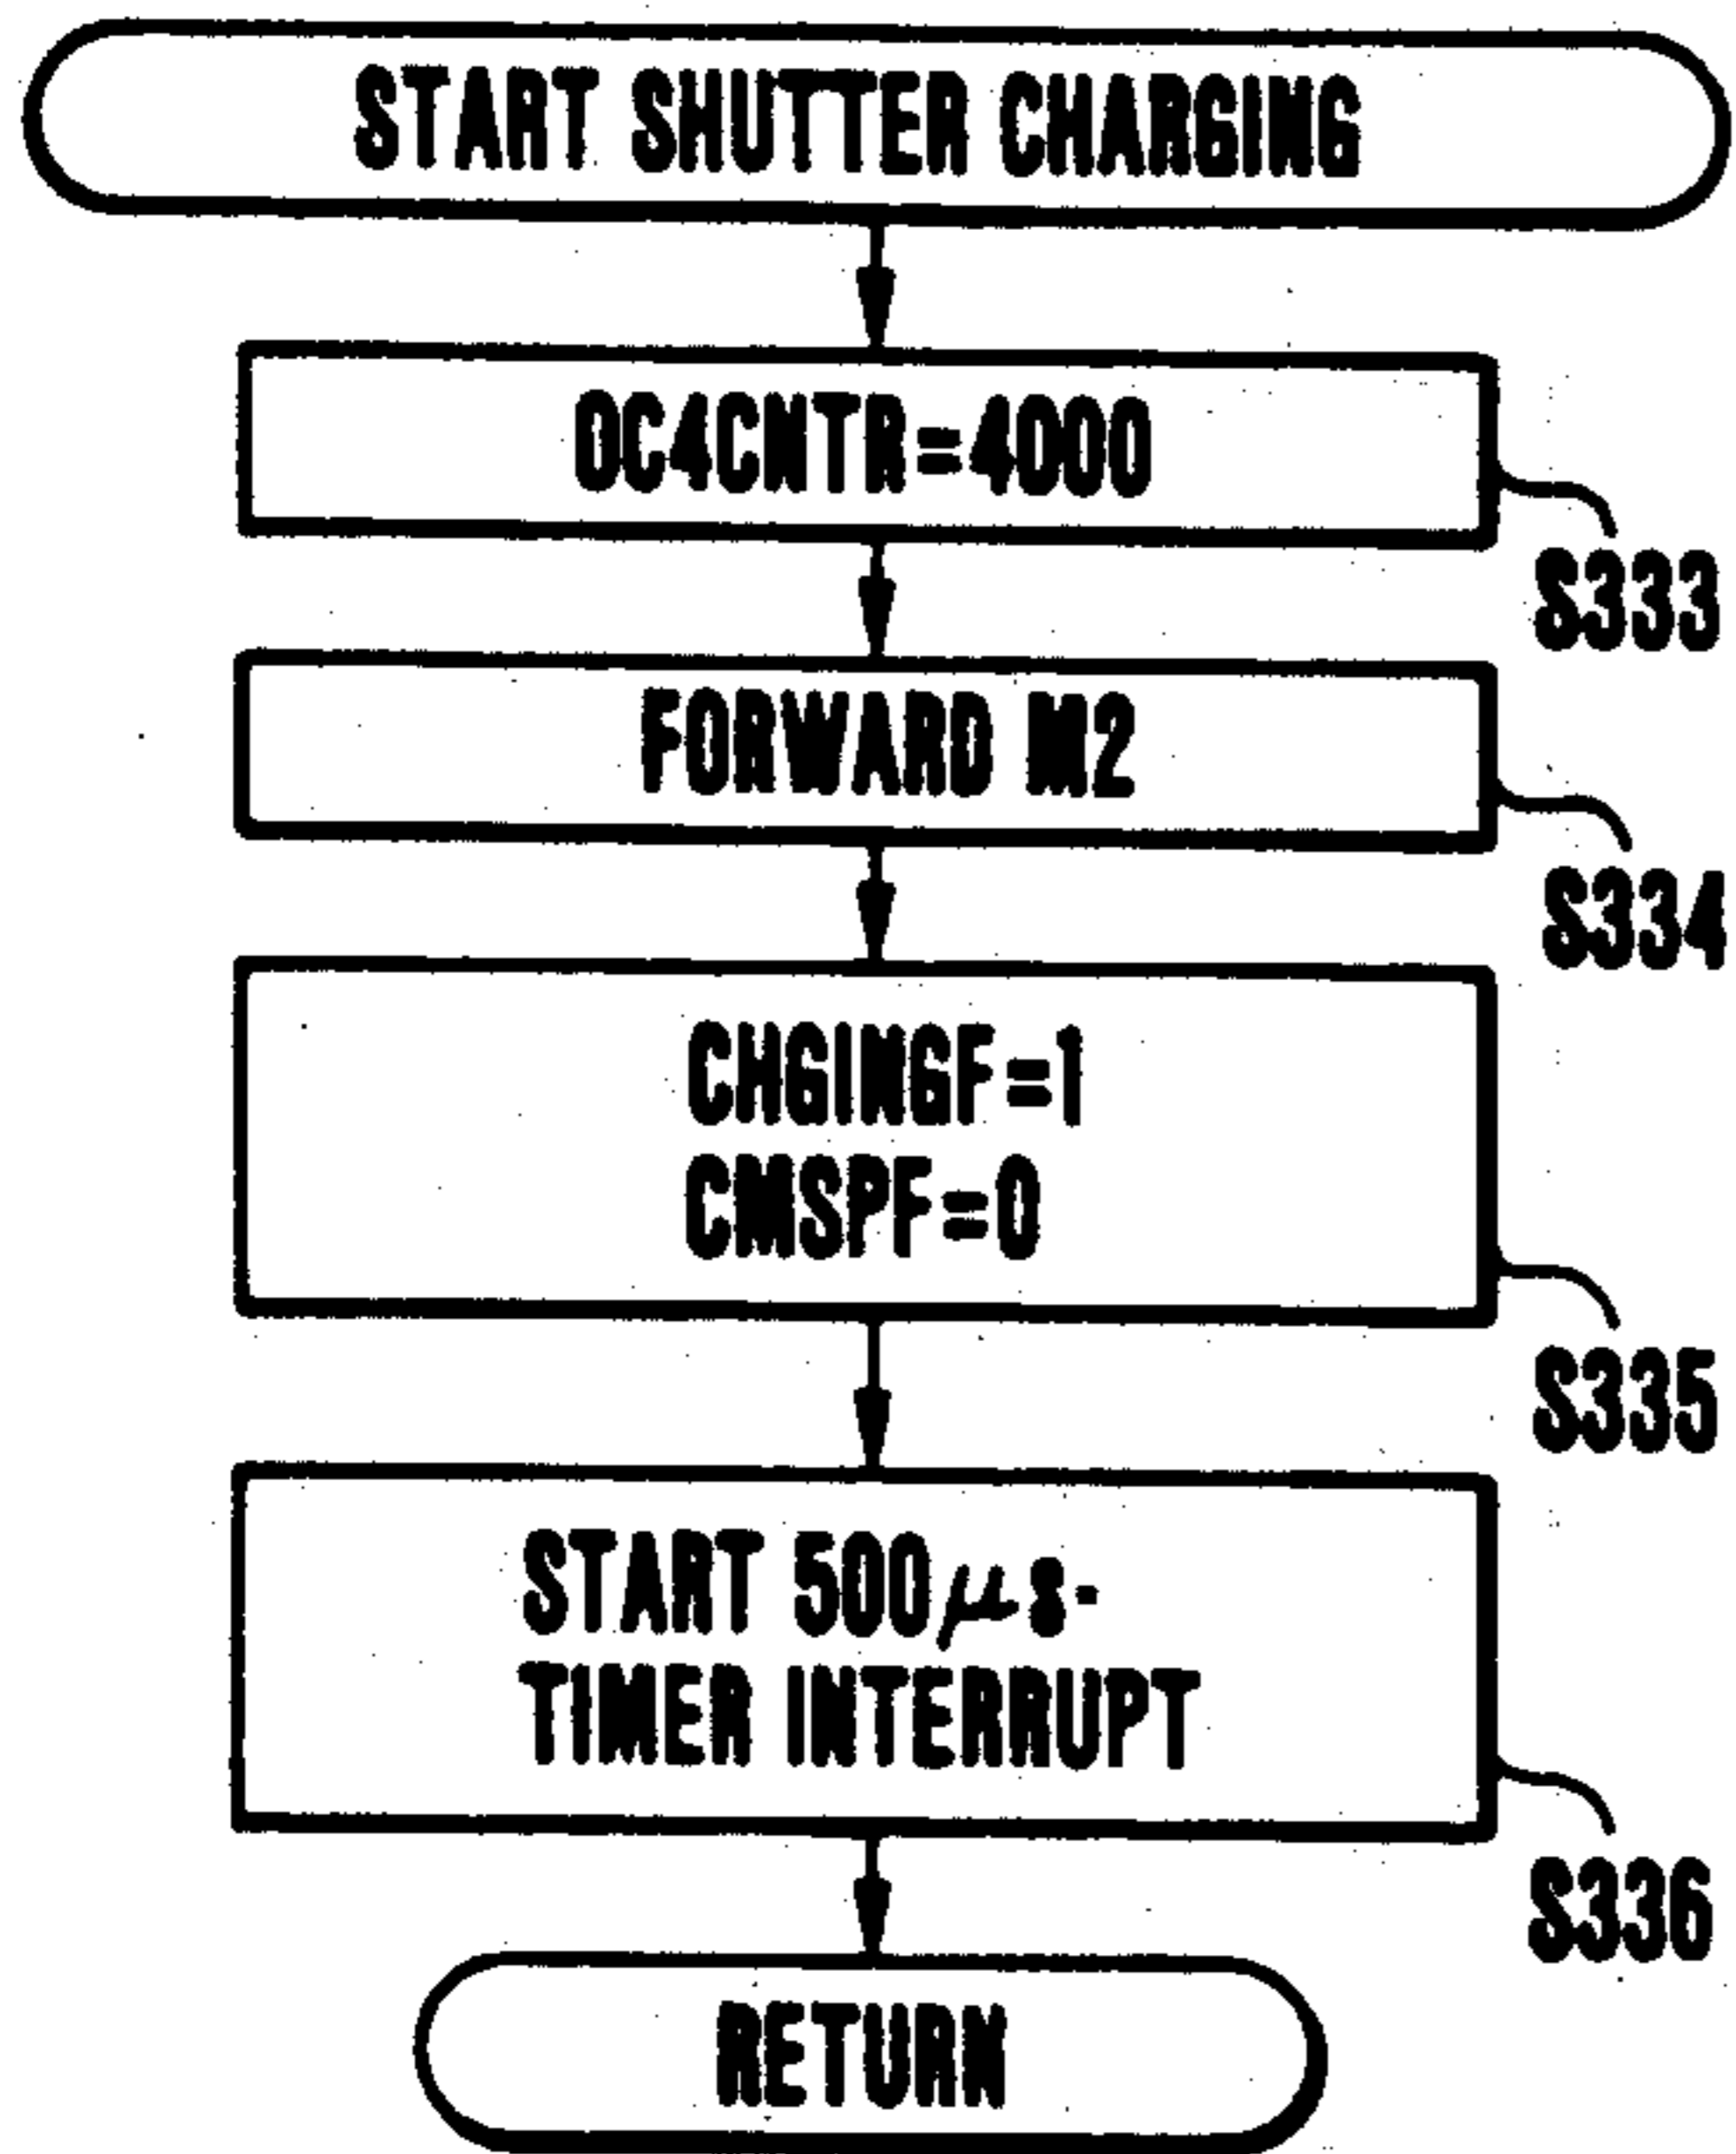 START SHUTTER CHARGING
OC4CNTR=4000
S333
FORWARD M2
S334
CHGINGF=1
CMSPF=0
S335
START 500μs-
TIMER INTERRUPT
S336
RETURN